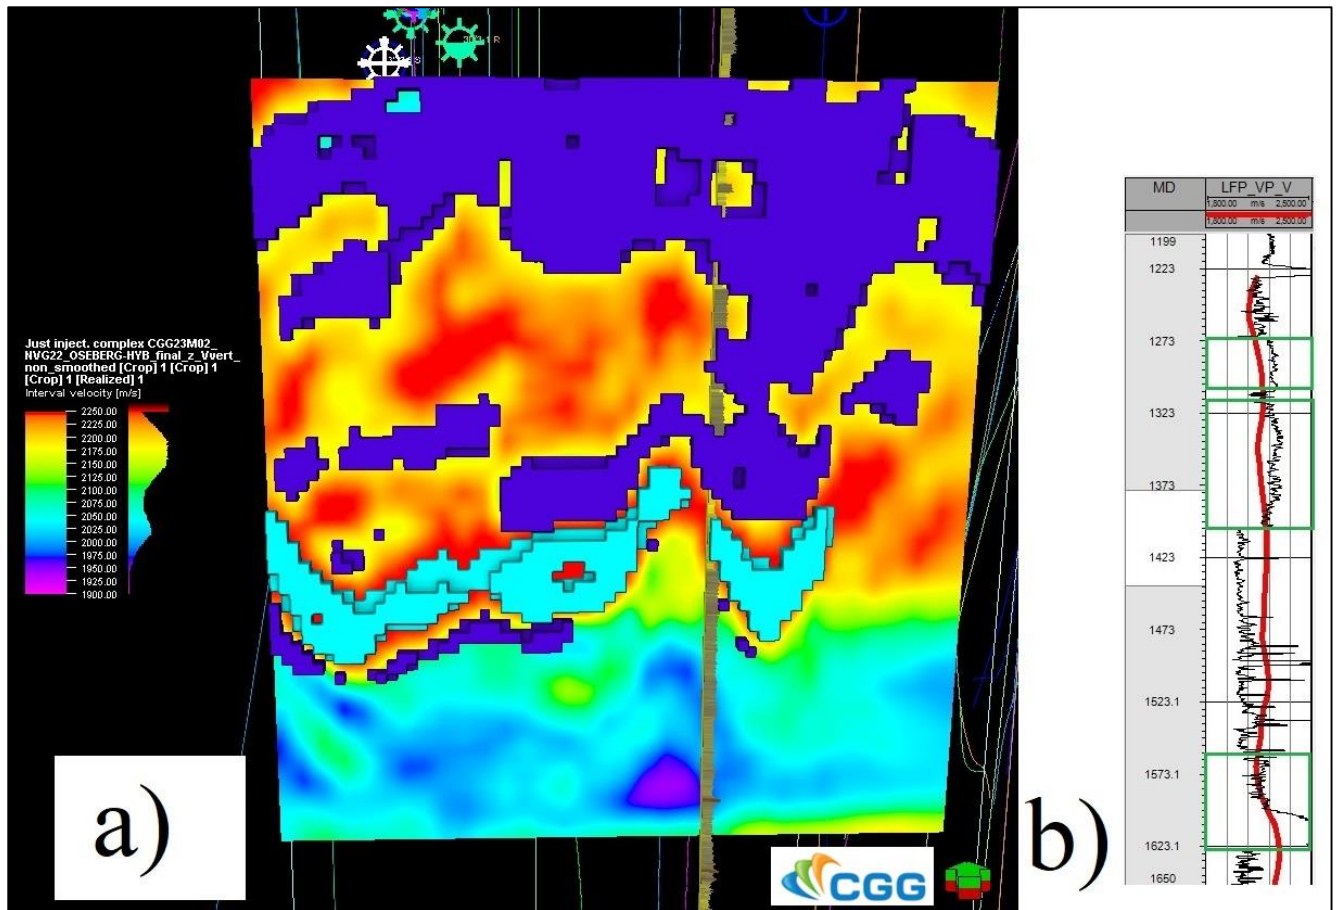 Just inject. complex CGG23M02_
NVG22_OSEBERG-HYB_final_z_Vvert_
non_smoothed [Crop] 1 [Crop] 1
[Crop] 1 [Realized] 1
Interval velocity [m/s]
2250.00
2225.00
2200.00
2175.00
2150.00
2125.00
2100.00
2075.00
2050.00
2025.00
2000.00
1975.00
1950.00
1925.00
1900.00
a)
CGG
b)
MD
LFP_VP_V
1,800.00 m/s 2,500.00
1,800.00 m/s 2,500.00
1199
1223
1273
1323
1373
1423
1473
1523.1
1573.1
1623.1
1650